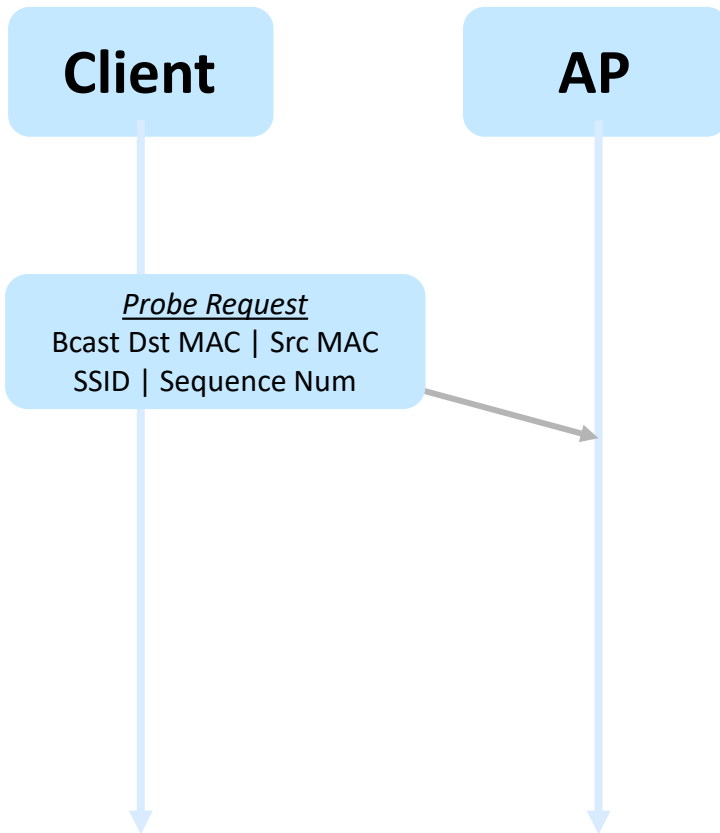 Client
AP
Probe Request
Bcast Dst MAC | Src MAC
SSID | Sequence Num